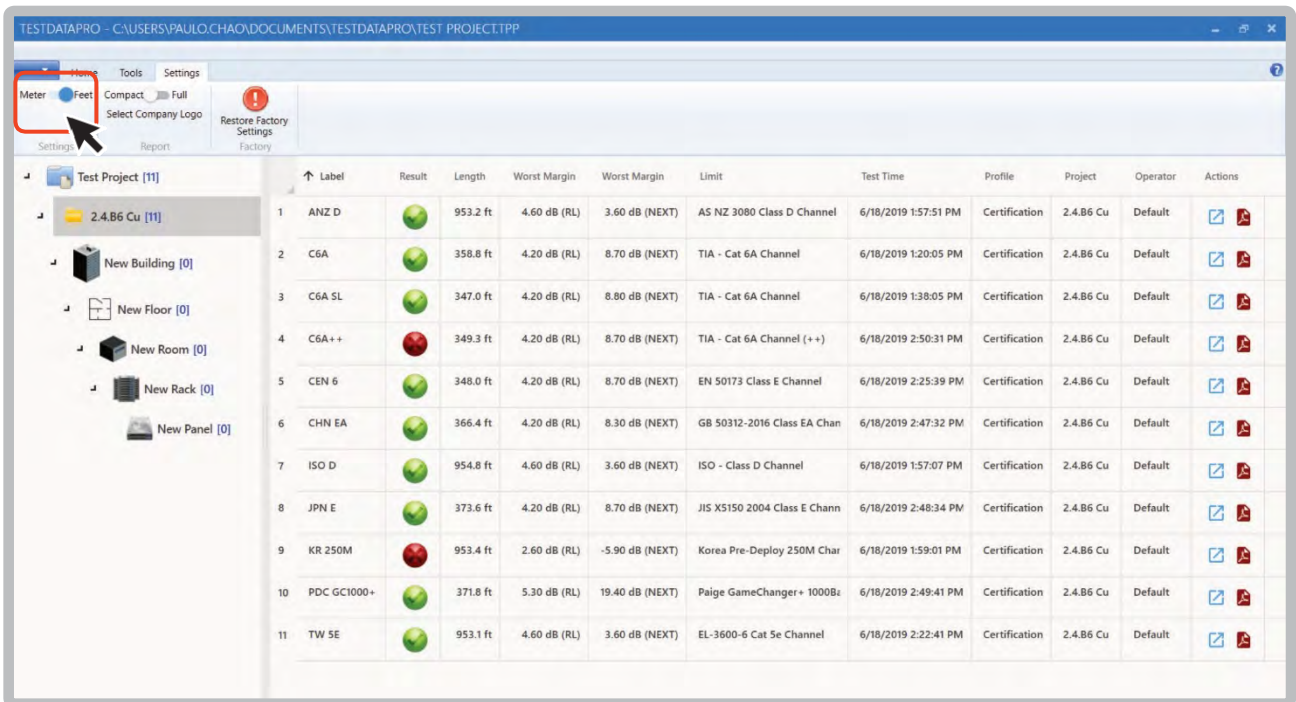 TESTDATAPRO - C:\USERS\PAULO.CHAO\DOCUMENTS\TESTDATAPRO\TEST PROJECT.TPP
Home Tools Settings
Meter Feet Compact Full
Select Company Logo
Restore Factory
Settings
Settings Report Factory
Test Project [11]
2.4.B6 Cu [11]
New Building [0]
New Floor [0]
New Room [0]
New Rack [0]
New Panel [0]
Label Result Length Worst Margin Worst Margin Limit Test Time Profile Project Operator Actions
1 ANZ D 953.2 ft 4.60 dB (RL) 3.60 dB (NEXT) AS NZ 3080 Class D Channel 6/18/2019 1:57:51 PM Certification 2.4.B6 Cu Default
2 C6A 358.8 ft 4.20 dB (RL) 8.70 dB (NEXT) TIA - Cat 6A Channel 6/18/2019 1:20:05 PM Certification 2.4.B6 Cu Default
3 C6A SL 347.0 ft 4.20 dB (RL) 8.80 dB (NEXT) TIA - Cat 6A Channel 6/18/2019 1:38:05 PM Certification 2.4.B6 Cu Default
4 C6A++ 349.3 ft 4.20 dB (RL) 8.70 dB (NEXT) TIA - Cat 6A Channel (++) 6/18/2019 2:50:31 PM Certification 2.4.B6 Cu Default
5 CEN 6 348.0 ft 4.20 dB (RL) 8.70 dB (NEXT) EN 50173 Class E Channel 6/18/2019 2:25:39 PM Certification 2.4.B6 Cu Default
6 CHN EA 366.4 ft 4.20 dB (RL) 8.30 dB (NEXT) GB 50312-2016 Class EA Chan 6/18/2019 2:47:32 PM Certification 2.4.B6 Cu Default
7 ISO D 954.8 ft 4.60 dB (RL) 3.60 dB (NEXT) ISO - Class D Channel 6/18/2019 1:57:07 PM Certification 2.4.B6 Cu Default
8 JPN E 373.6 ft 4.20 dB (RL) 8.70 dB (NEXT) JIS X5150 2004 Class E Chann 6/18/2019 2:48:34 PM Certification 2.4.B6 Cu Default
9 KR 250M 953.4 ft 2.60 dB (RL) -5.90 dB (NEXT) Korea Pre-Deploy 250M Char 6/18/2019 1:59:01 PM Certification 2.4.B6 Cu Default
10 PDC GC1000+ 371.8 ft 5.30 dB (RL) 19.40 dB (NEXT) Paige GameChanger+ 1000Ba 6/18/2019 2:49:41 PM Certification 2.4.B6 Cu Default
11 TW 5E 953.1 ft 4.60 dB (RL) 3.60 dB (NEXT) EL-3600-6 Cat 5e Channel 6/18/2019 2:22:41 PM Certification 2.4.B6 Cu Default